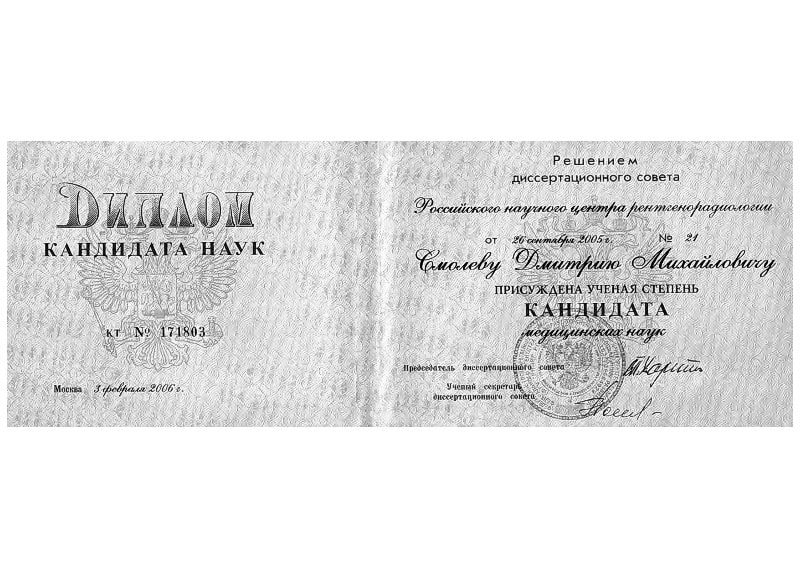 Диплом
КАНДИДАТА НАУК
КТ № 171803
Москва 3 февраля 2006 г.
Решением
диссертационного совета
Российского научного центра рентгенорадиологии
от 26 сентября 2005 г. № 21
Смолеву Дмитрию Михайловичу
ПРИСУЖДЕНА УЧЕНАЯ СТЕПЕНЬ
КАНДИДАТА
медицинских наук
Председатель диссертационного совета
Ученый секретарь
диссертационного совета